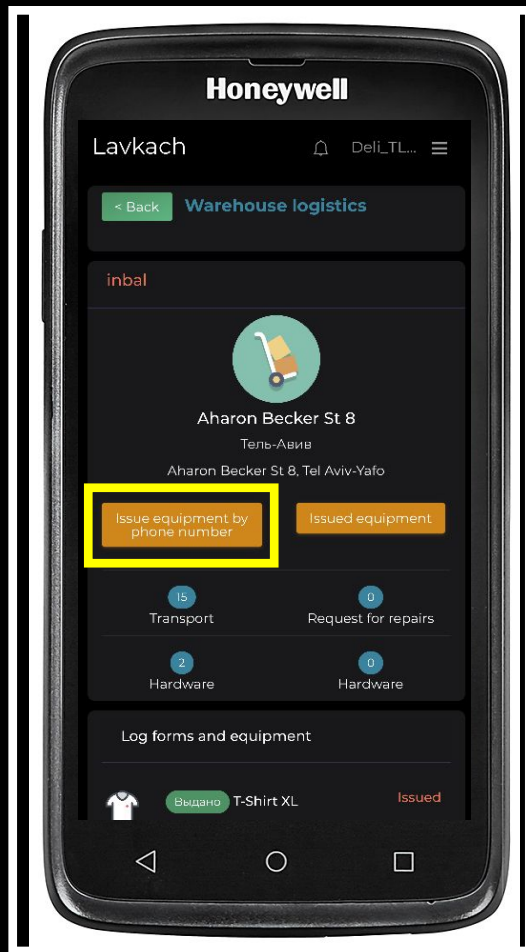 Honeywell
Lavkach
Deli_TL...
< Back
Warehouse logistics
inbal
Aharon Becker St 8
Тель-Авив
Aharon Becker St 8, Tel Aviv-Yafo
Issue equipment by
phone number
Issued equipment
15
Transport
0
Request for repairs
2
Hardware
0
Hardware
Log forms and equipment
Выдано
T-Shirt XL
Issued